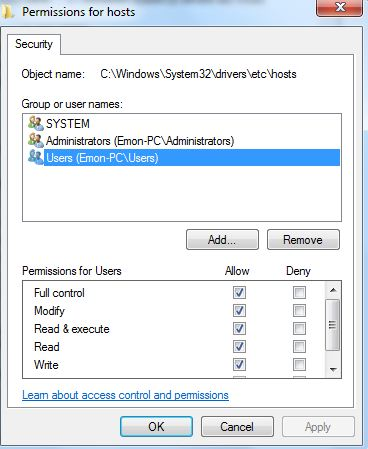 Permissions for hosts
Security
Object name: C:\Windows\System32\drivers\etc\hosts
Group or user names:
SYSTEM
Administrators (Emon-PC\Administrators)
Users (Emon-PC\Users)
Add... Remove
Permissions for Users Allow Deny
Full control
Modify
Read & execute
Read
Write
Learn about access control and permissions
OK Cancel Apply